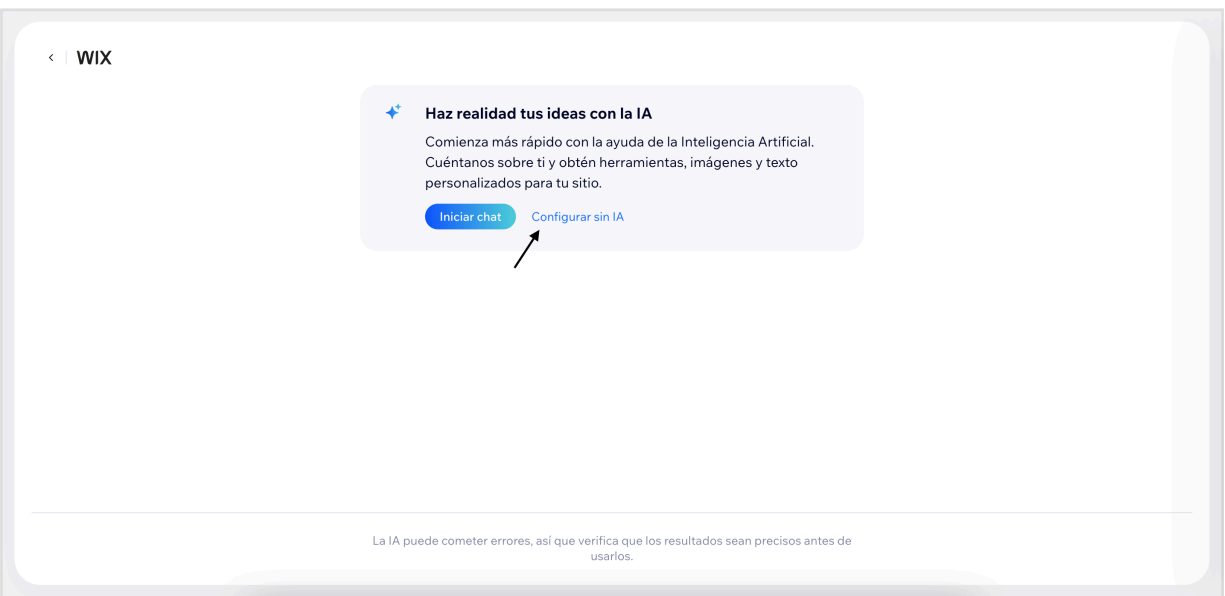 WIX
Haz realidad tus ideas con la IA
Comienza más rápido con la ayuda de la Inteligencia Artificial.
Cuéntanos sobre ti y obtén herramientas, imágenes y texto
personalizados para tu sitio.
Iniciar chat Configurar sin IA
La IA puede cometer errores, así que verifica que los resultados sean precisos antes de
usarlos.